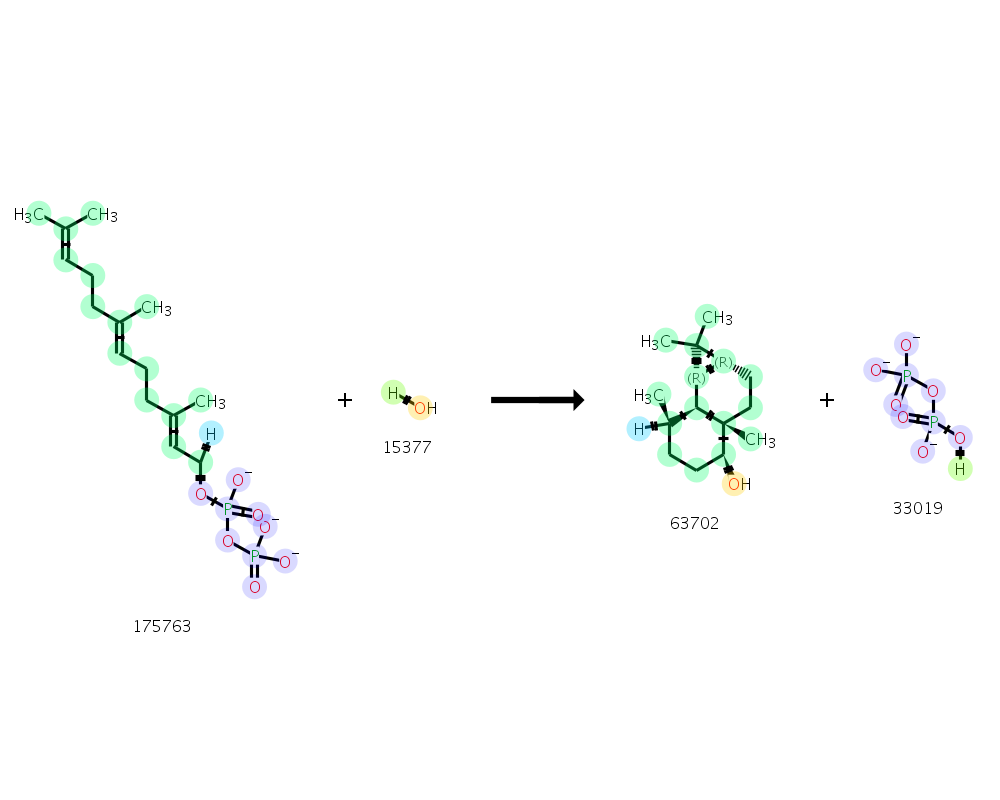 H₃C CH₃
CH₃
CH₃
H
O O⁻
P O O⁻
O P O⁻
O
175763
+
H OH
15377
CH₃
H₃C (R)
(R)
H₃C
H CH₃
OH
63702
+
O⁻
O⁻ P O
O O P O
O⁻ H
33019